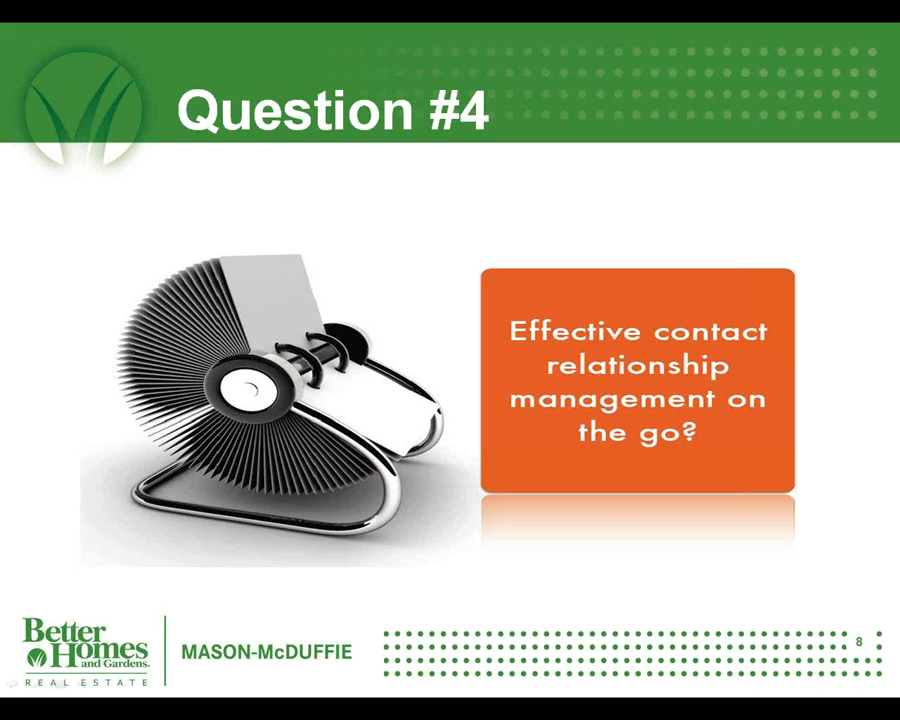 Question #4
Effective contact
relationship
management on
the go?
Better
Homes
and Gardens.
REAL ESTATE
MASON-McDUFFIE
8